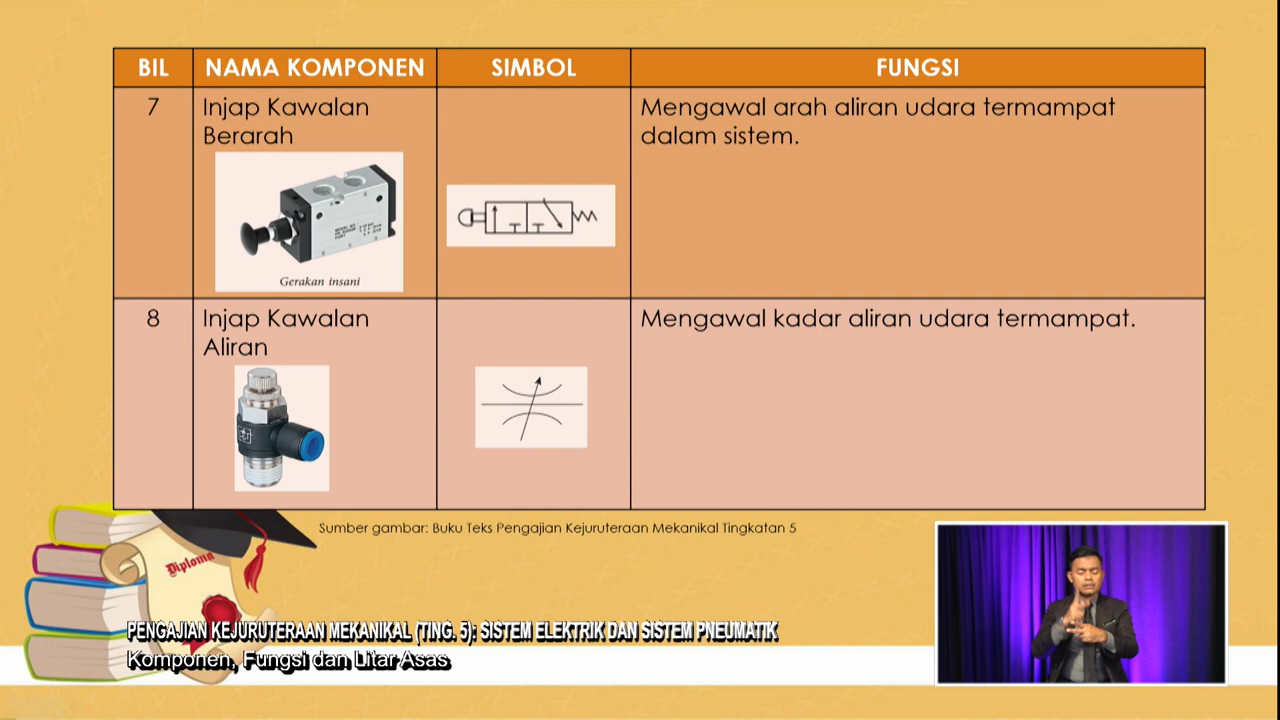 BIL NAMA KOMPONEN SIMBOL FUNGSI
7 Injap Kawalan Mengawal arah aliran udara termampat
Berarah dalam sistem.
Gerakan insani
8 Injap Kawalan Mengawal kadar aliran udara termampat.
Aliran
Sumber gambar: Buku Teks Pengajian Kejuruteraan Mekanikal Tingkatan 5
Diploma
PENGAJIAN KEJURUTERAAN MEKANIKAL (TING. 5); SISTEM ELEKTRIK DAN SISTEM PNEUMATIK
Komponen, Fungsi dan Litar Asas